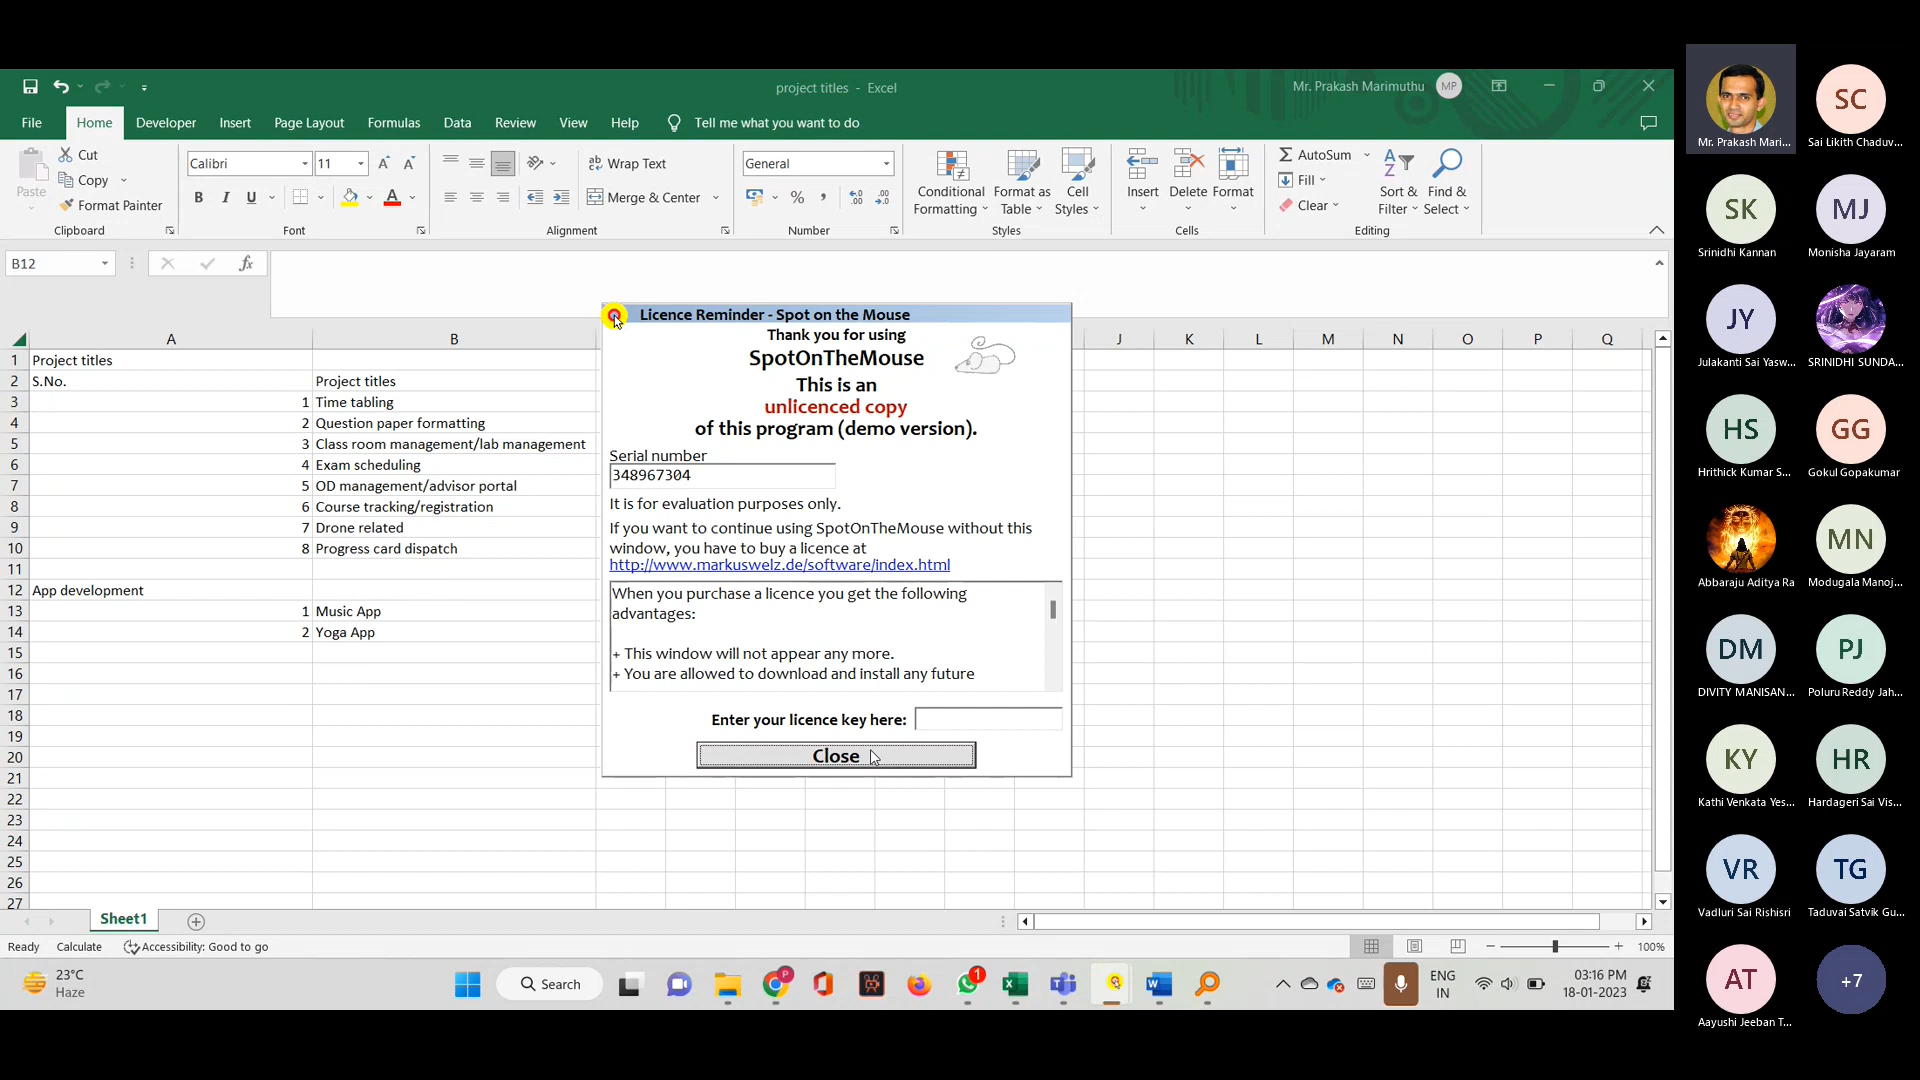 project titles - Excel
Mr. Prakash Marimuthu MP
File Home Developer Insert Page Layout Formulas Data Review View Help Tell me what you want to do
Paste
Cut
Copy
Format Painter
Clipboard
Calibri 11
B I U
Font
Wrap Text
Merge & Center
Alignment
General
Number
Conditional Formatting
Format as Table
Cell Styles
Styles
Insert Delete Format
Cells
AutoSum
Fill
Clear
Sort & Filter
Find & Select
Editing
B12 fx
A B J K L M N O P Q
1 Project titles
2 S.No. Project titles
3 1 Time tabling
4 2 Question paper formatting
5 3 Class room management/lab management
6 4 Exam scheduling
7 5 OD management/advisor portal
8 6 Course tracking/registration
9 7 Drone related
10 8 Progress card dispatch
11
12 App development
13 1 Music App
14 2 Yoga App
15
16
17
18
19
20
21
22
23
24
25
26
27
Licence Reminder - Spot on the Mouse
Thank you for using
SpotOnTheMouse
This is an
unlicenced copy
of this program (demo version).
Serial number
348967304
It is for evaluation purposes only.
If you want to continue using SpotOnTheMouse without this
window, you have to buy a licence at
http://www.markuswelz.de/software/index.html
When you purchase a licence you get the following
advantages:
+ This window will not appear any more.
+ You are allowed to download and install any future
Enter your licence key here:
Close
Sheet1
Ready Calculate Accessibility: Good to go 100%
23°C
Haze
Search
P
1
ENG
IN
03:16 PM
18-01-2023
Mr. Prakash Mari...
SC
Sai Likith Chaduv...
SK
Srinidhi Kannan
MJ
Monisha Jayaram
JY
Julakanti Sai Yasw...
SRINIDHI SUNDA...
HS
Hrithick Kumar S...
GG
Gokul Gopakumar
Abbaraju Aditya Ra
MN
Modugala Manoj...
DM
DIVITY MANISAN...
PJ
Poluru Reddy Jah...
KY
Kathi Venkata Yes...
HR
Hardageri Sai Vis...
VR
Vadluri Sai Rishisri
TG
Taduvai Satvik Gu...
AT
Aayushi Jeeban T...
+7